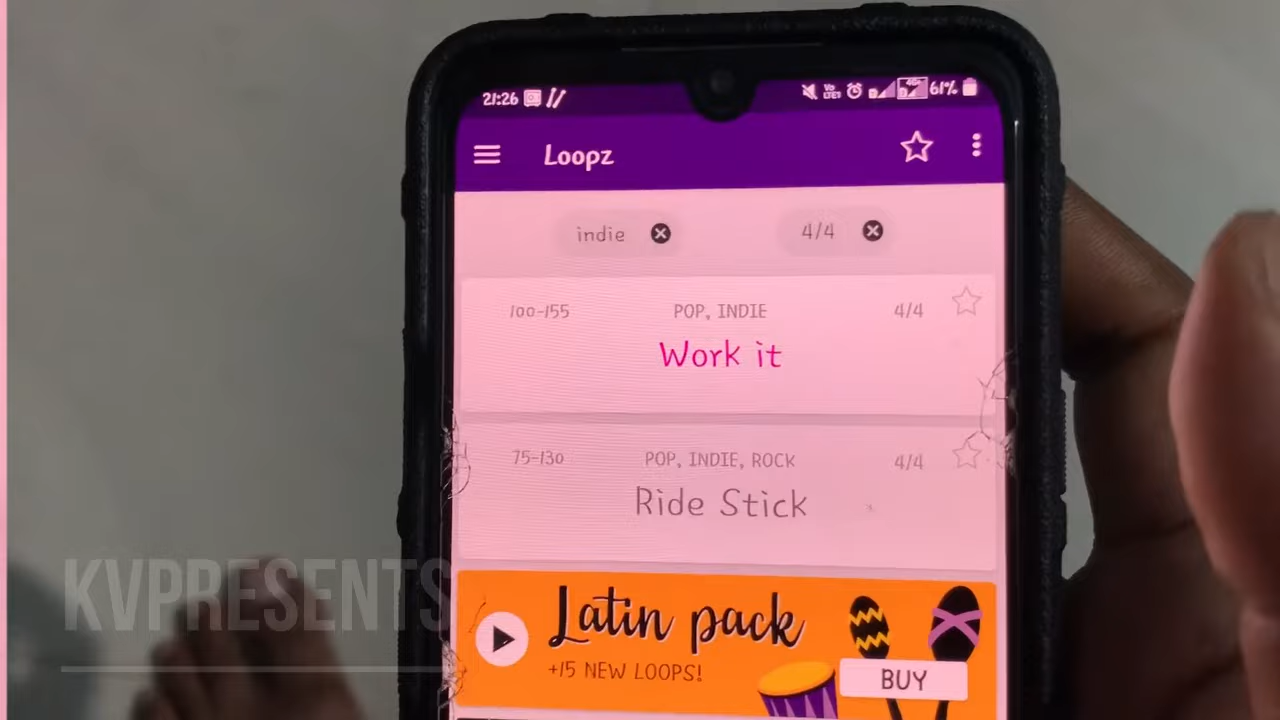 21:26 61%
Loopz
indie 4/4
100-155 POP, INDIE 4/4
Work it
75-130 POP, INDIE, ROCK 4/4
Ride Stick
KVPRESENTS
Latin pack
+15 NEW LOOPS!
BUY